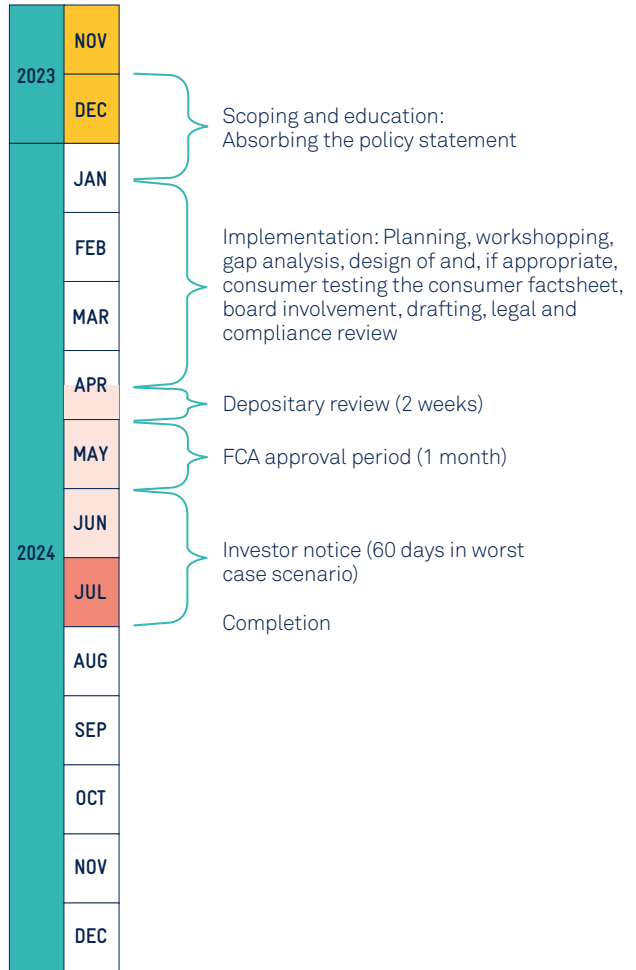 2023
NOV
DEC
Scoping and education:
Absorbing the policy statement
2024
JAN
FEB
MAR
APR
Implementation: Planning, workshopping,
gap analysis, design of and, if appropriate,
consumer testing the consumer factsheet,
board involvement, drafting, legal and
compliance review
Depositary review (2 weeks)
MAY
FCA approval period (1 month)
JUN
JUL
Investor notice (60 days in worst
case scenario)
Completion
AUG
SEP
OCT
NOV
DEC